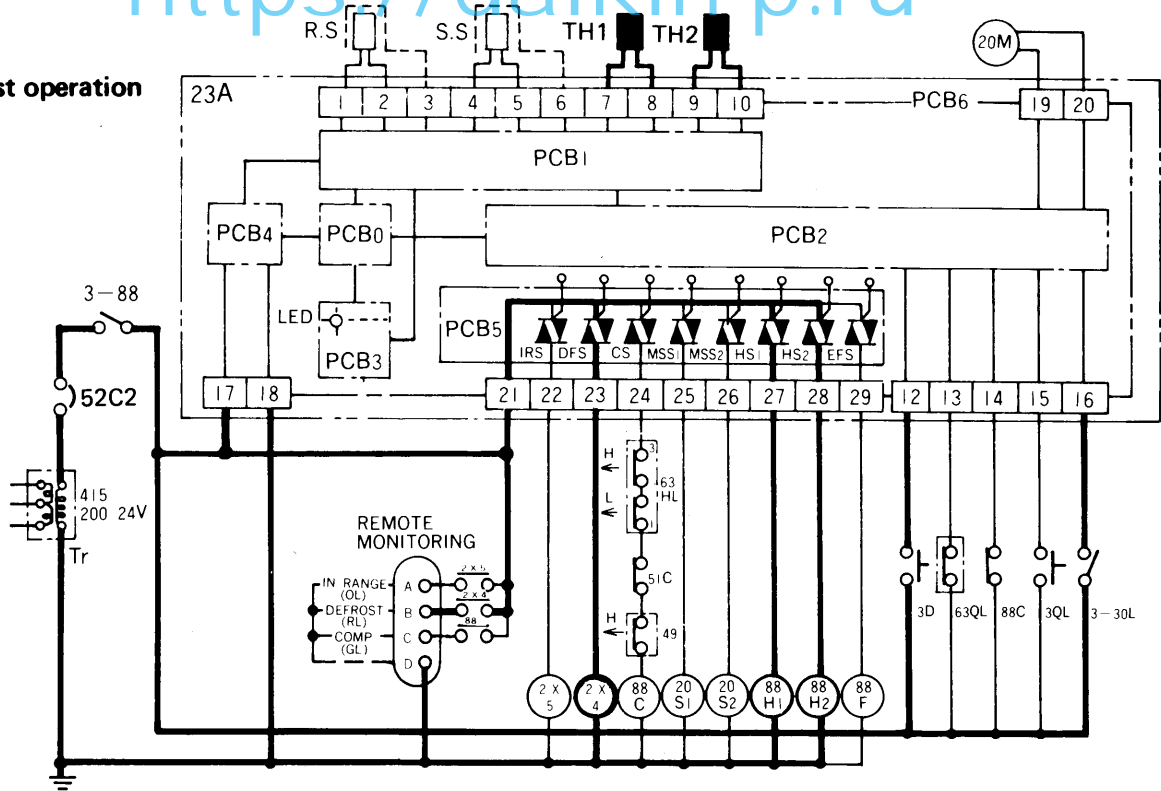 https://daikin-p.ru
R.S
S.S
TH1
TH2
20M
st operation
23A
1 2 3 4 5 6 7 8 9 10
PCB6
19 20
PCB1
PCB4
PCB0
PCB2
3-88
LED
PCB3
PCB5
IRS DFS CS MSS1 MSS2 HS1 HS2 EFS
17 18
21 22 23 24 25 26 27 28 29
12 13 14 15 16
52C2
415
200 24V
Tr
H
3
63
HL
L
1
REMOTE
MONITORING
IN RANGE
(OL)
A
2X5
DEFROST
(RL)
B
2X4
COMP
(GL)
C
88
D
51C
H
49
3D
63QL
88C
3QL
3-30L
2X
5
2X
4
88
C
20
S1
20
S2
88
H1
88
H2
88
F